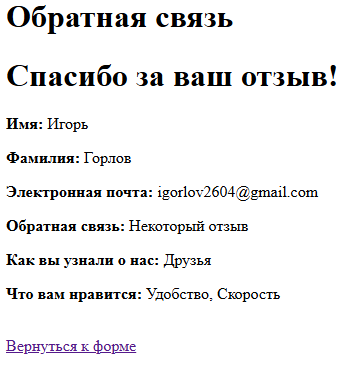 Обратная связь
Спасибо за ваш отзыв!
Имя: Игорь
Фамилия: Горлов
Электронная почта: igorlov2604@gmail.com
Обратная связь: Некоторый отзыв
Как вы узнали о нас: Друзья
Что вам нравится: Удобство, Скорость
Вернуться к форме